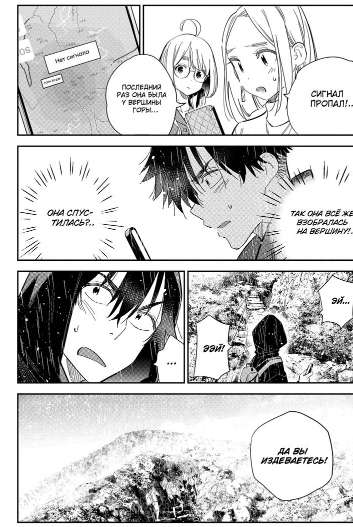 Нет сигнала
ПОСЛЕДНИЙ
РАЗ ОНА БЫЛА
У ВЕРШИНЫ
ГОРЫ...
СИГНАЛ
ПРОПАЛ!..
ОНА СПУС-
ТИЛАСЬ?..
ТАК ОНА ВСЁ ЖЕ
ВЗОБРАЛАСЬ
НА ВЕРШИНУ!.
...
ЭЭЙ!
ЭЙ...
ДА ВЫ
ИЗДЕВАЕТЕСЬ!